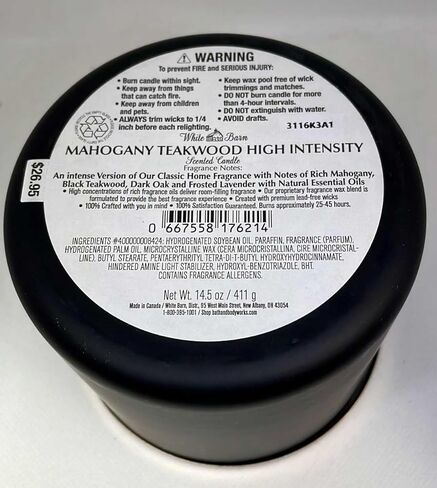 WARNING
To prevent FIRE and SERIOUS INJURY:
• Burn candle within sight.
• Keep away from things
that can catch fire.
• Keep away from children
and pets.
• ALWAYS trim wicks to 1/4
inch before each relighting.
• Keep wax pool free of wick
trimmings and matches.
• DO NOT burn candle for more
than 4-hour intervals.
• DO NOT extinguish with water.
• AVOID drafts.
3116K3A1
White Barn
MAHOGANY TEAKWOOD HIGH INTENSITY
Scented Candle
Fragrance Notes:
An intense Version of Our Classic Home Fragrance with Notes of Rich Mahogany,
Black Teakwood, Dark Oak and Frosted Lavender with Natural Essential Oils
• High concentrations of rich fragrance oils deliver room-filling fragrance • Our proprietary fragrance wax blend is
formulated to provide the best fragrance experience • Created with premium lead-free wicks
• 100% Crafted with you in mind • 100% Satisfaction Guaranteed. Burns approximately 25-45 hours.
$26.95
0 667558 176214
INGREDIENTS #400000008424: HYDROGENATED SOYBEAN OIL, PARAFFIN, FRAGRANCE (PARFUM),
HYDROGENATED PALM OIL, MICROCRYSTALLINE WAX (CERA MICROCRISTALLINA, CIRE MICROCRISTAL-
LINE), BUTYL STEARATE, PENTAERYTHRITYL TETRA-DI-T-BUTYL HYDROXYHYDROCINNAMATE,
HINDERED AMINE LIGHT STABILIZER, HYDROXYL-BENZOTRIAZOLE, BHT.
CONTAINS FRAGRANCE ALLERGENS.
Net Wt. 14.5 oz / 411 g
Made in Canada / White Barn, Distr., 95 West Main Street, New Albany, OH 43054
1-800-395-1001 / Shop bathandbodyworks.com